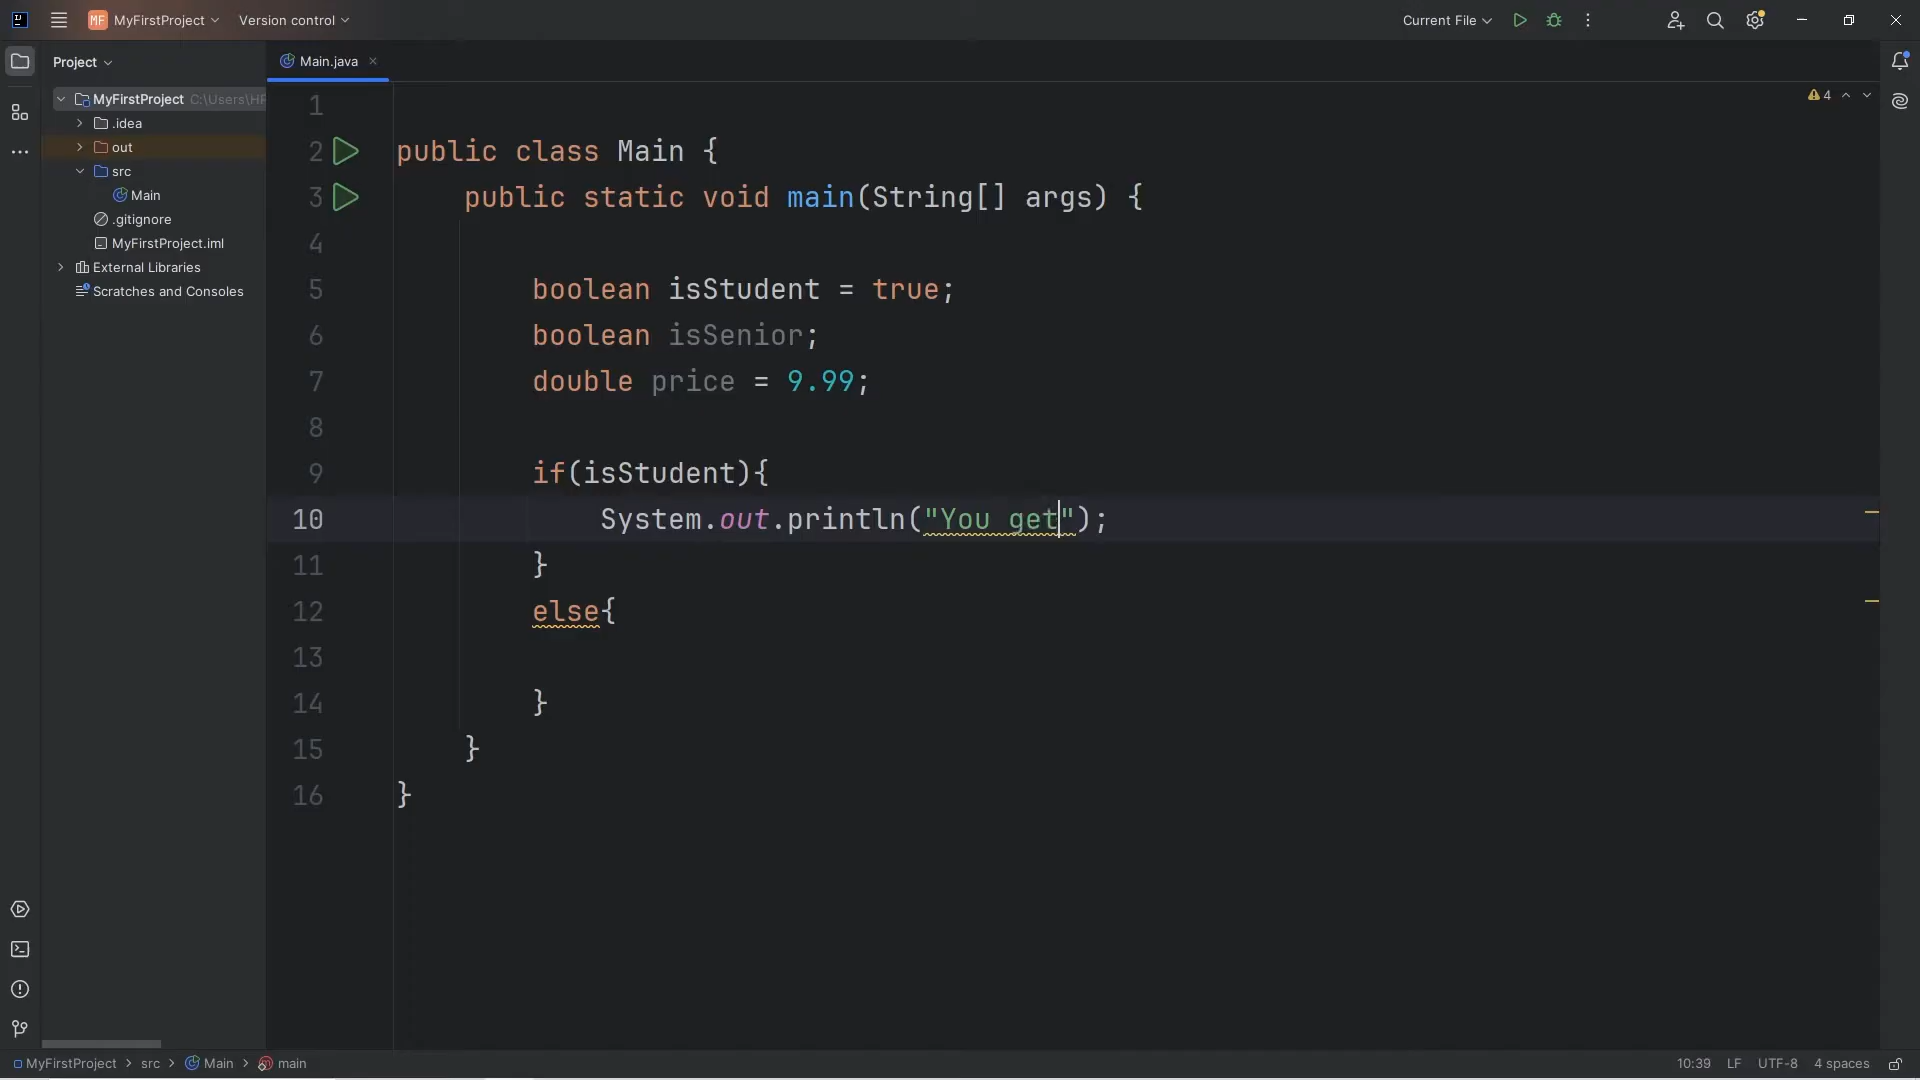 MF MyFirstProject Version control Current File
Project Main.java
MyFirstProject C:\Users\HP
.idea
out
src
Main
.gitignore
MyFirstProject.iml
External Libraries
Scratches and Consoles
4
1
2 public class Main {
3 public static void main(String[] args) {
4
5 boolean isStudent = true;
6 boolean isSenior;
7 double price = 9.99;
8
9 if(isStudent){
10 System.out.println("You get");
11 }
12 else{
13
14 }
15 }
16 }
MyFirstProject > src > Main > main 10:39 LF UTF-8 4 spaces